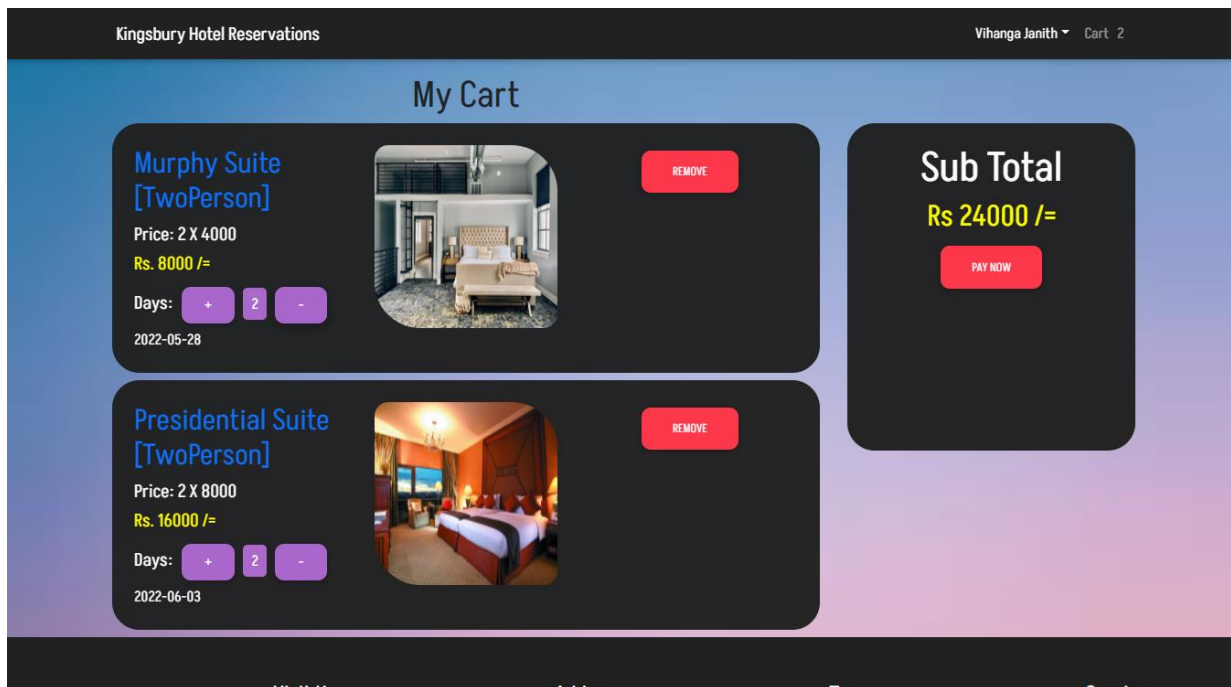 Kingsbury Hotel Reservations
Vihanga Janith Cart 2
My Cart
Murphy Suite
[TwoPerson]
Price: 2 X 4000
Rs. 8000 /=
Days: + 2 -
2022-05-28
REMOVE
Presidential Suite
[TwoPerson]
Price: 2 X 8000
Rs. 16000 /=
Days: + 2 -
2022-06-03
REMOVE
Sub Total
Rs 24000 /=
PAY NOW